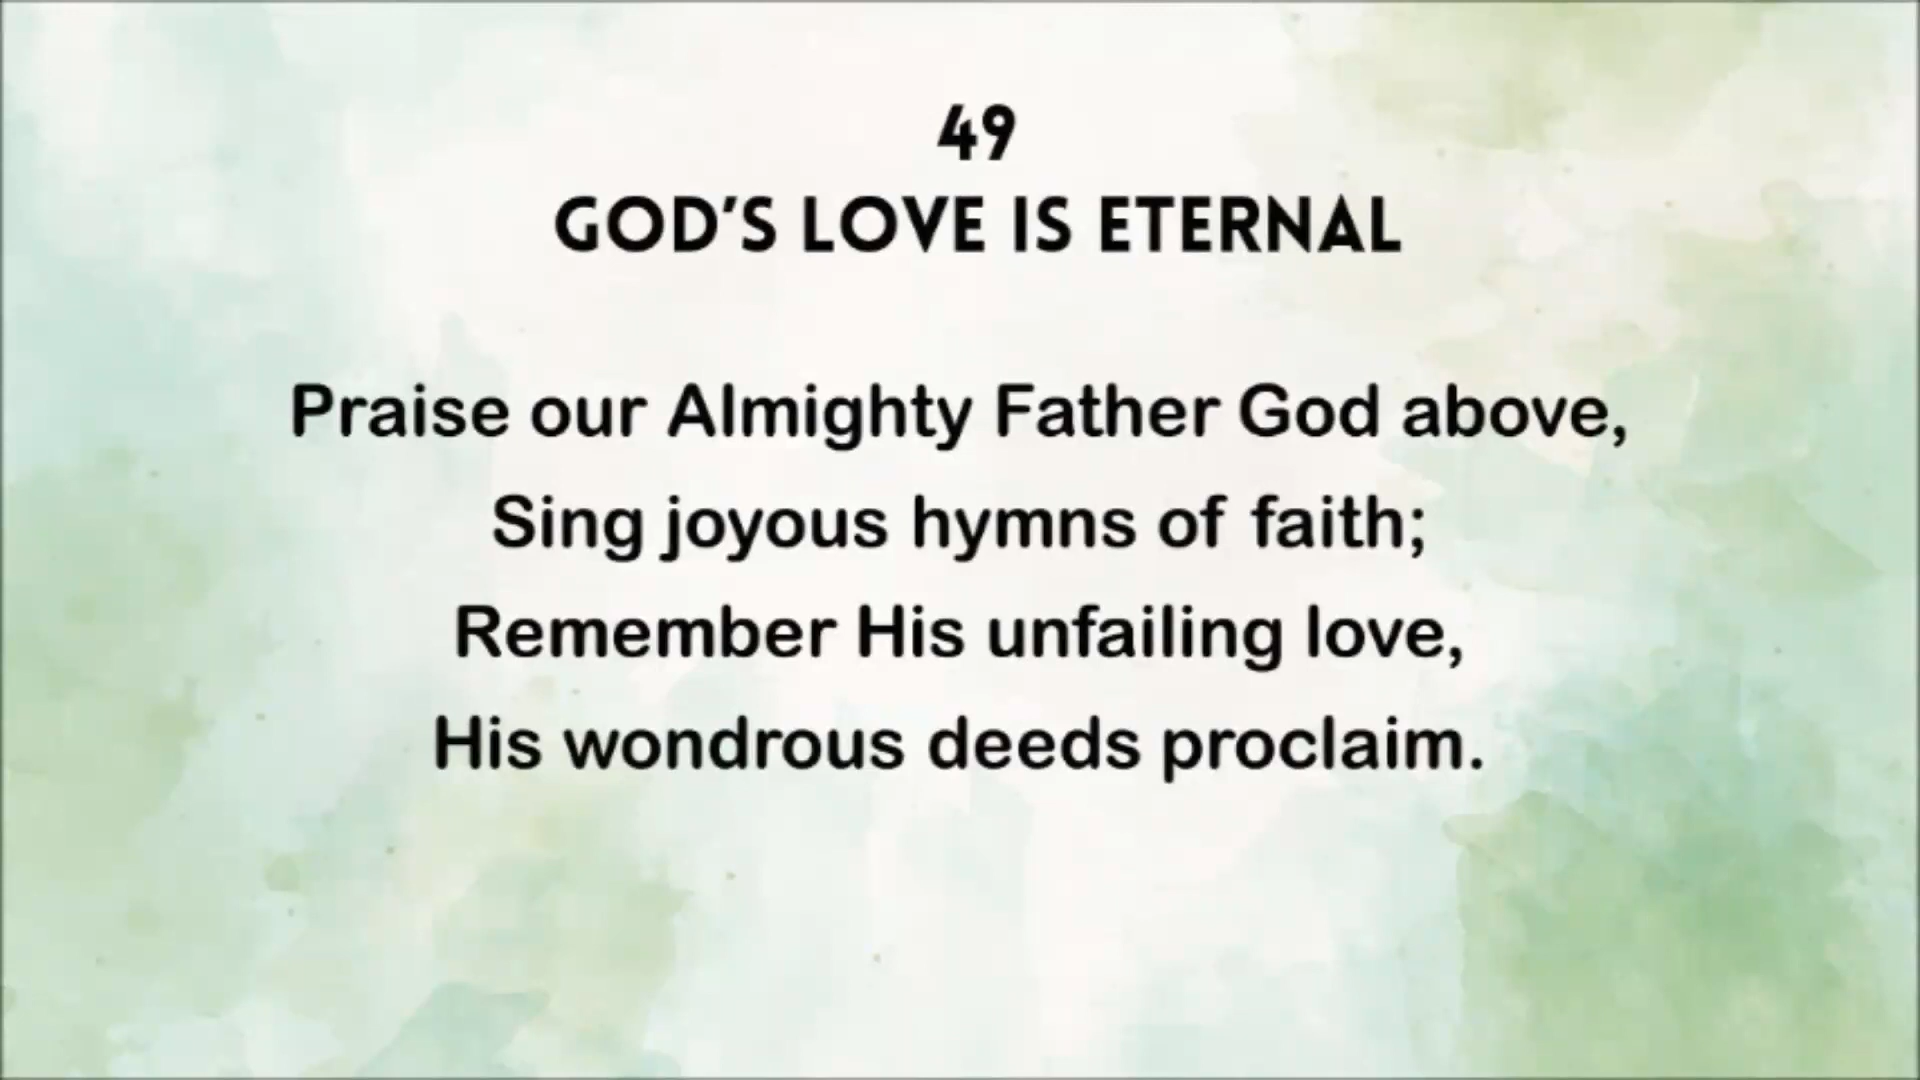 49
GOD'S LOVE IS ETERNAL
Praise our Almighty Father God above,
Sing joyous hymns of faith;
Remember His unfailing love,
His wondrous deeds proclaim.